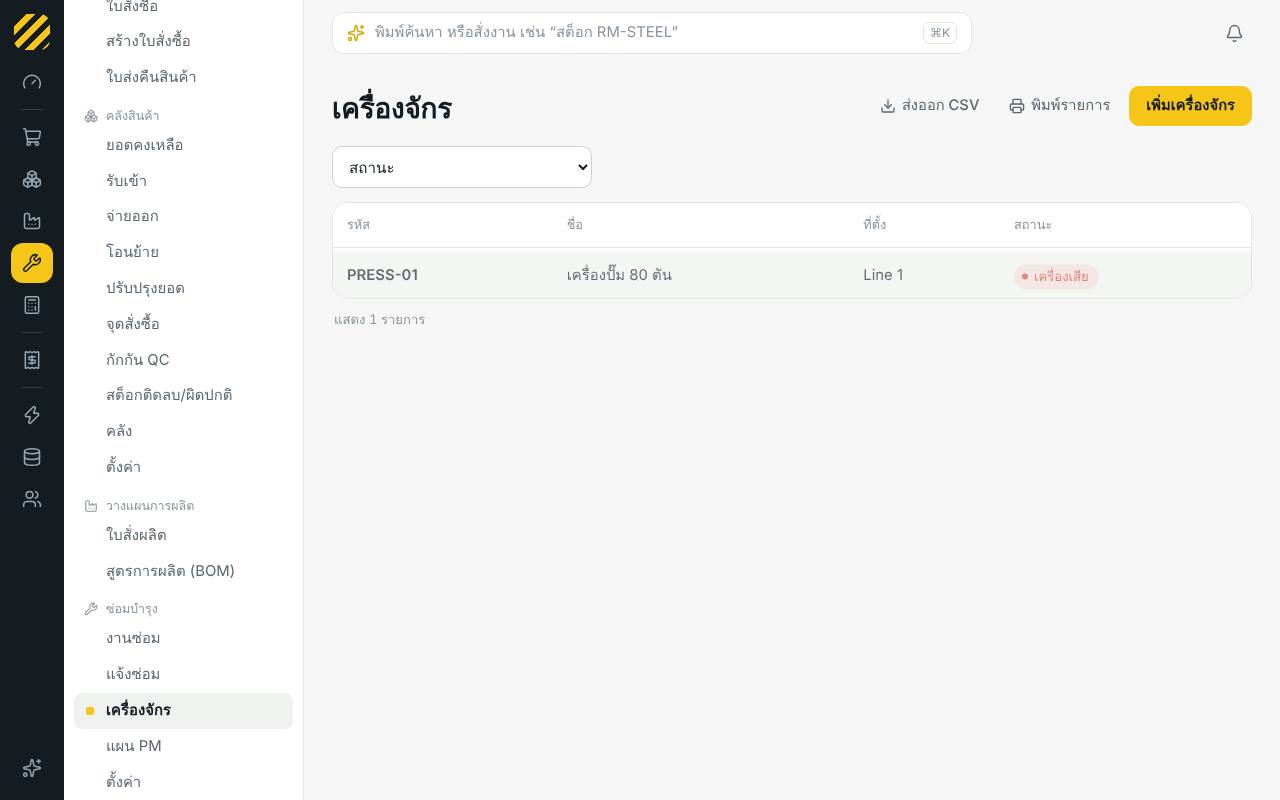 ใบสั่งซื้อ
สร้างใบสั่งซื้อ
ใบส่งคืนสินค้า
คลังสินค้า
ยอดคงเหลือ
รับเข้า
จ่ายออก
โอนย้าย
ปรับปรุงยอด
จุดสั่งซื้อ
กักกัน QC
สต็อกติดลบ/ผิดปกติ
คลัง
ตั้งค่า
วางแผนการผลิต
ใบสั่งผลิต
สูตรการผลิต (BOM)
ซ่อมบำรุง
งานซ่อม
แจ้งซ่อม
เครื่องจักร
แผน PM
ตั้งค่า
พิมพ์ค้นหา หรือสั่งงาน เช่น “สต็อก RM-STEEL” ⌘K
เครื่องจักร ส่งออก CSV พิมพ์รายการ เพิ่มเครื่องจักร
สถานะ
รหัส ชื่อ ที่ตั้ง สถานะ
PRESS-01 เครื่องปั๊ม 80 ตัน Line 1 เครื่องเสีย
แสดง 1 รายการ